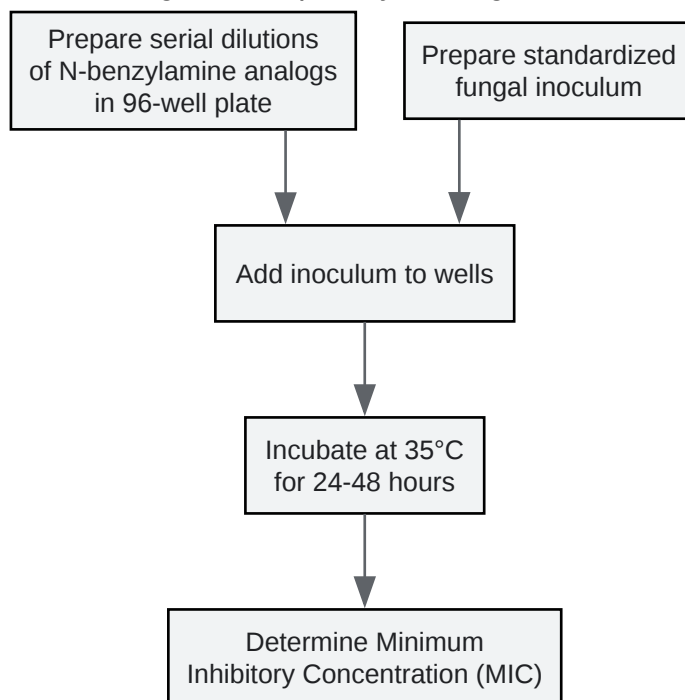 Prepare serial dilutions
of N-benzylamine analogs
in 96-well plate
Prepare standardized
fungal inoculum
Add inoculum to wells
Incubate at 35°C
for 24-48 hours
Determine Minimum
Inhibitory Concentration (MIC)